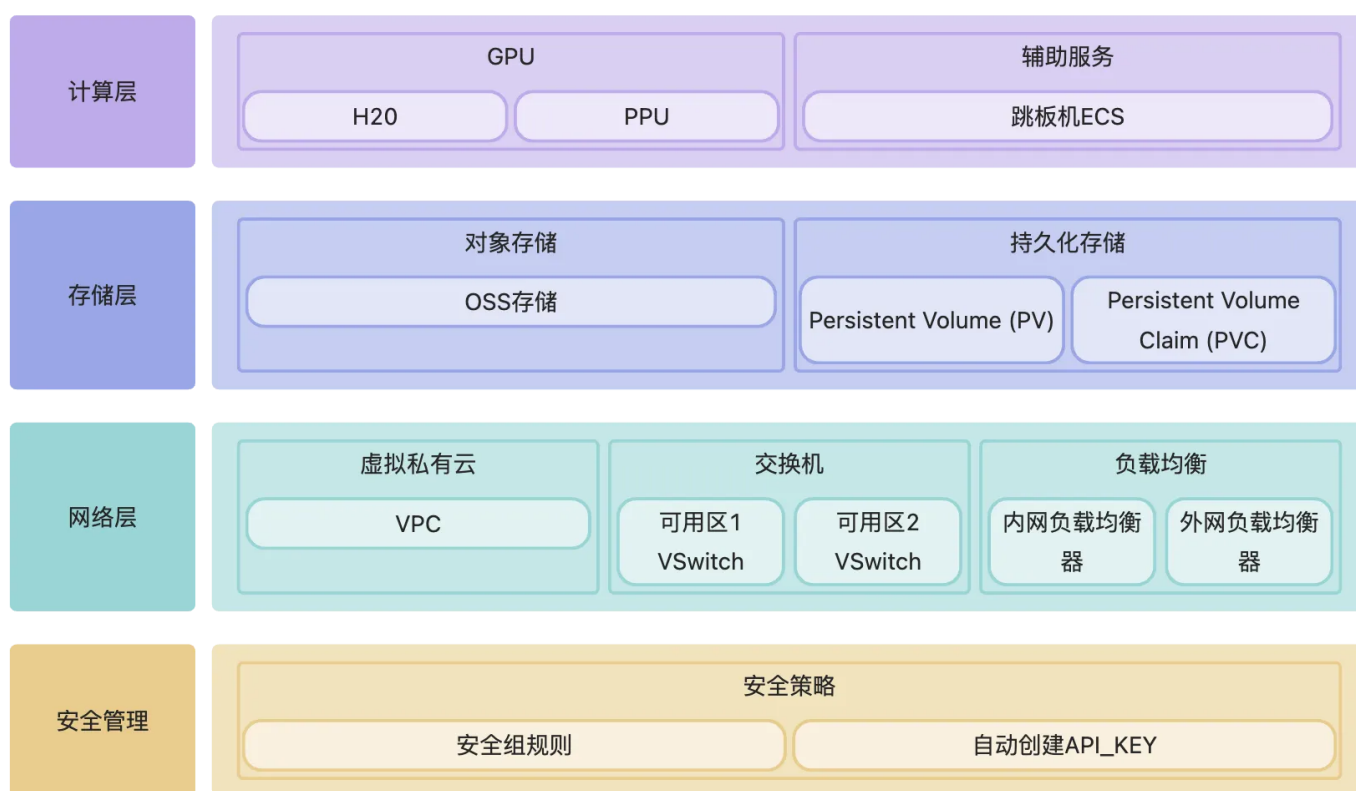 计算层
GPU
H20
PPU
辅助服务
跳板机ECS
存储层
对象存储
OSS存储
持久化存储
Persistent Volume (PV)
Persistent Volume
Claim (PVC)
网络层
虚拟私有云
VPC
交换机
可用区1
VSwitch
可用区2
VSwitch
负载均衡
内网负载均衡
器
外网负载均衡
器
安全管理
安全策略
安全组规则
自动创建API_KEY